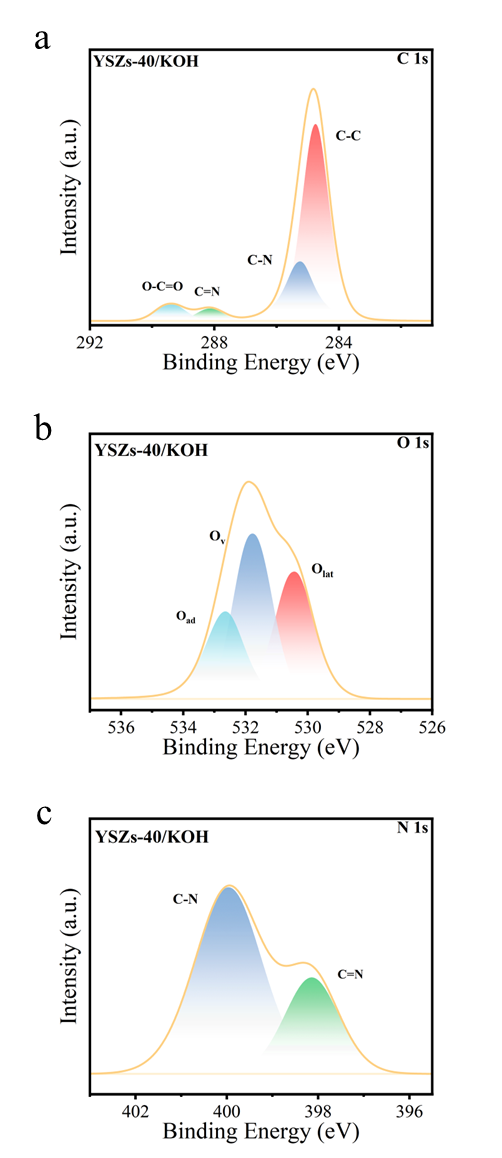 a
YSZs-40/KOH
C 1s
C-C
C-N
O-C=O
C=N
Intensity (a.u.)
292
288
284
Binding Energy (eV)
b
YSZs-40/KOH
O 1s
Oᵥ
Olat
Oad
Intensity (a.u.)
536
534
532
530
528
526
Binding Energy (eV)
c
YSZs-40/KOH
N 1s
C-N
C=N
Intensity (a.u.)
402
400
398
396
Binding Energy (eV)